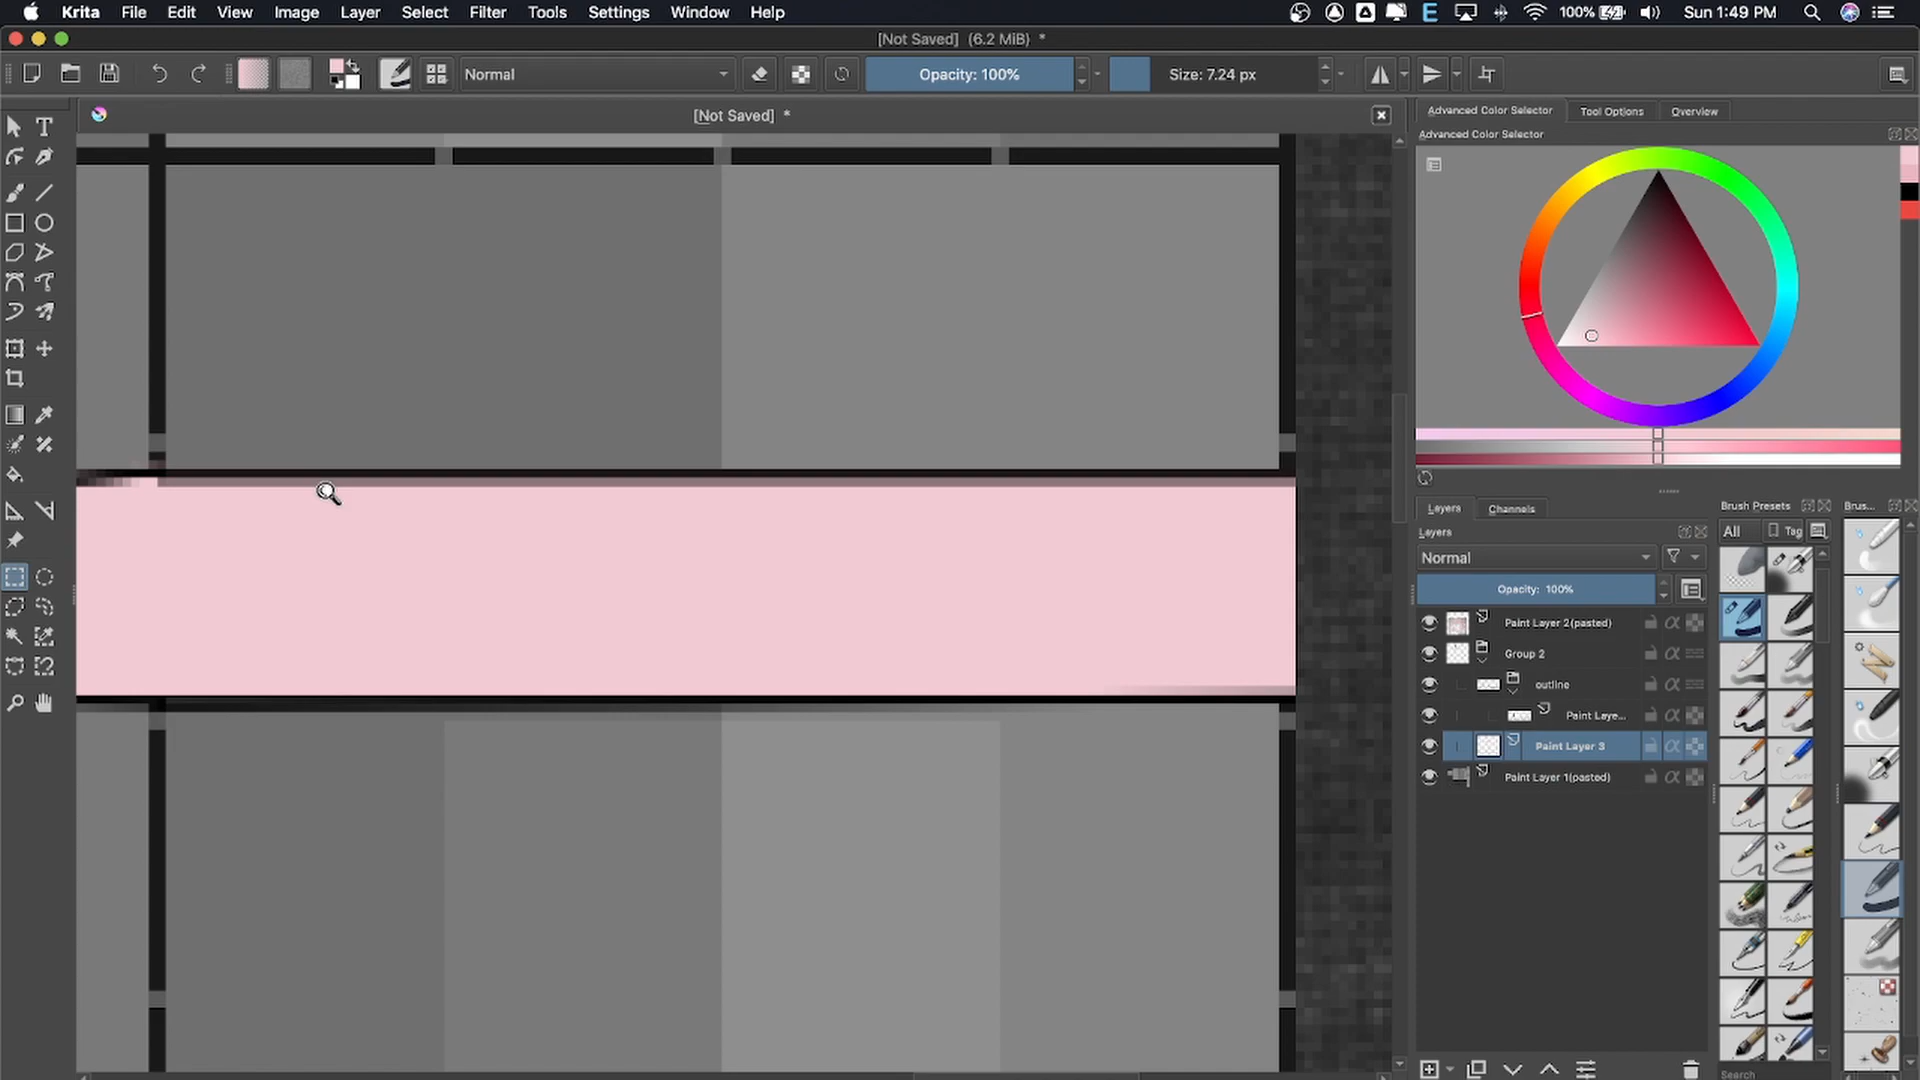 Krita File Edit View Image Layer Select Filter Tools Settings Window Help 100% Sun 1:49 PM
[Not Saved] (6.2 MiB) *
Normal Opacity: 100% Size: 7.24 px
[Not Saved] *
Advanced Color Selector Tool Options Overview
Advanced Color Selector
Layers Channels Brush Presets Brus...
Layers All Tag
Normal
Opacity: 100%
Paint Layer 2(pasted)
Group 2
outline
Paint Laye...
Paint Layer 3
Paint Layer 1(pasted)
Search